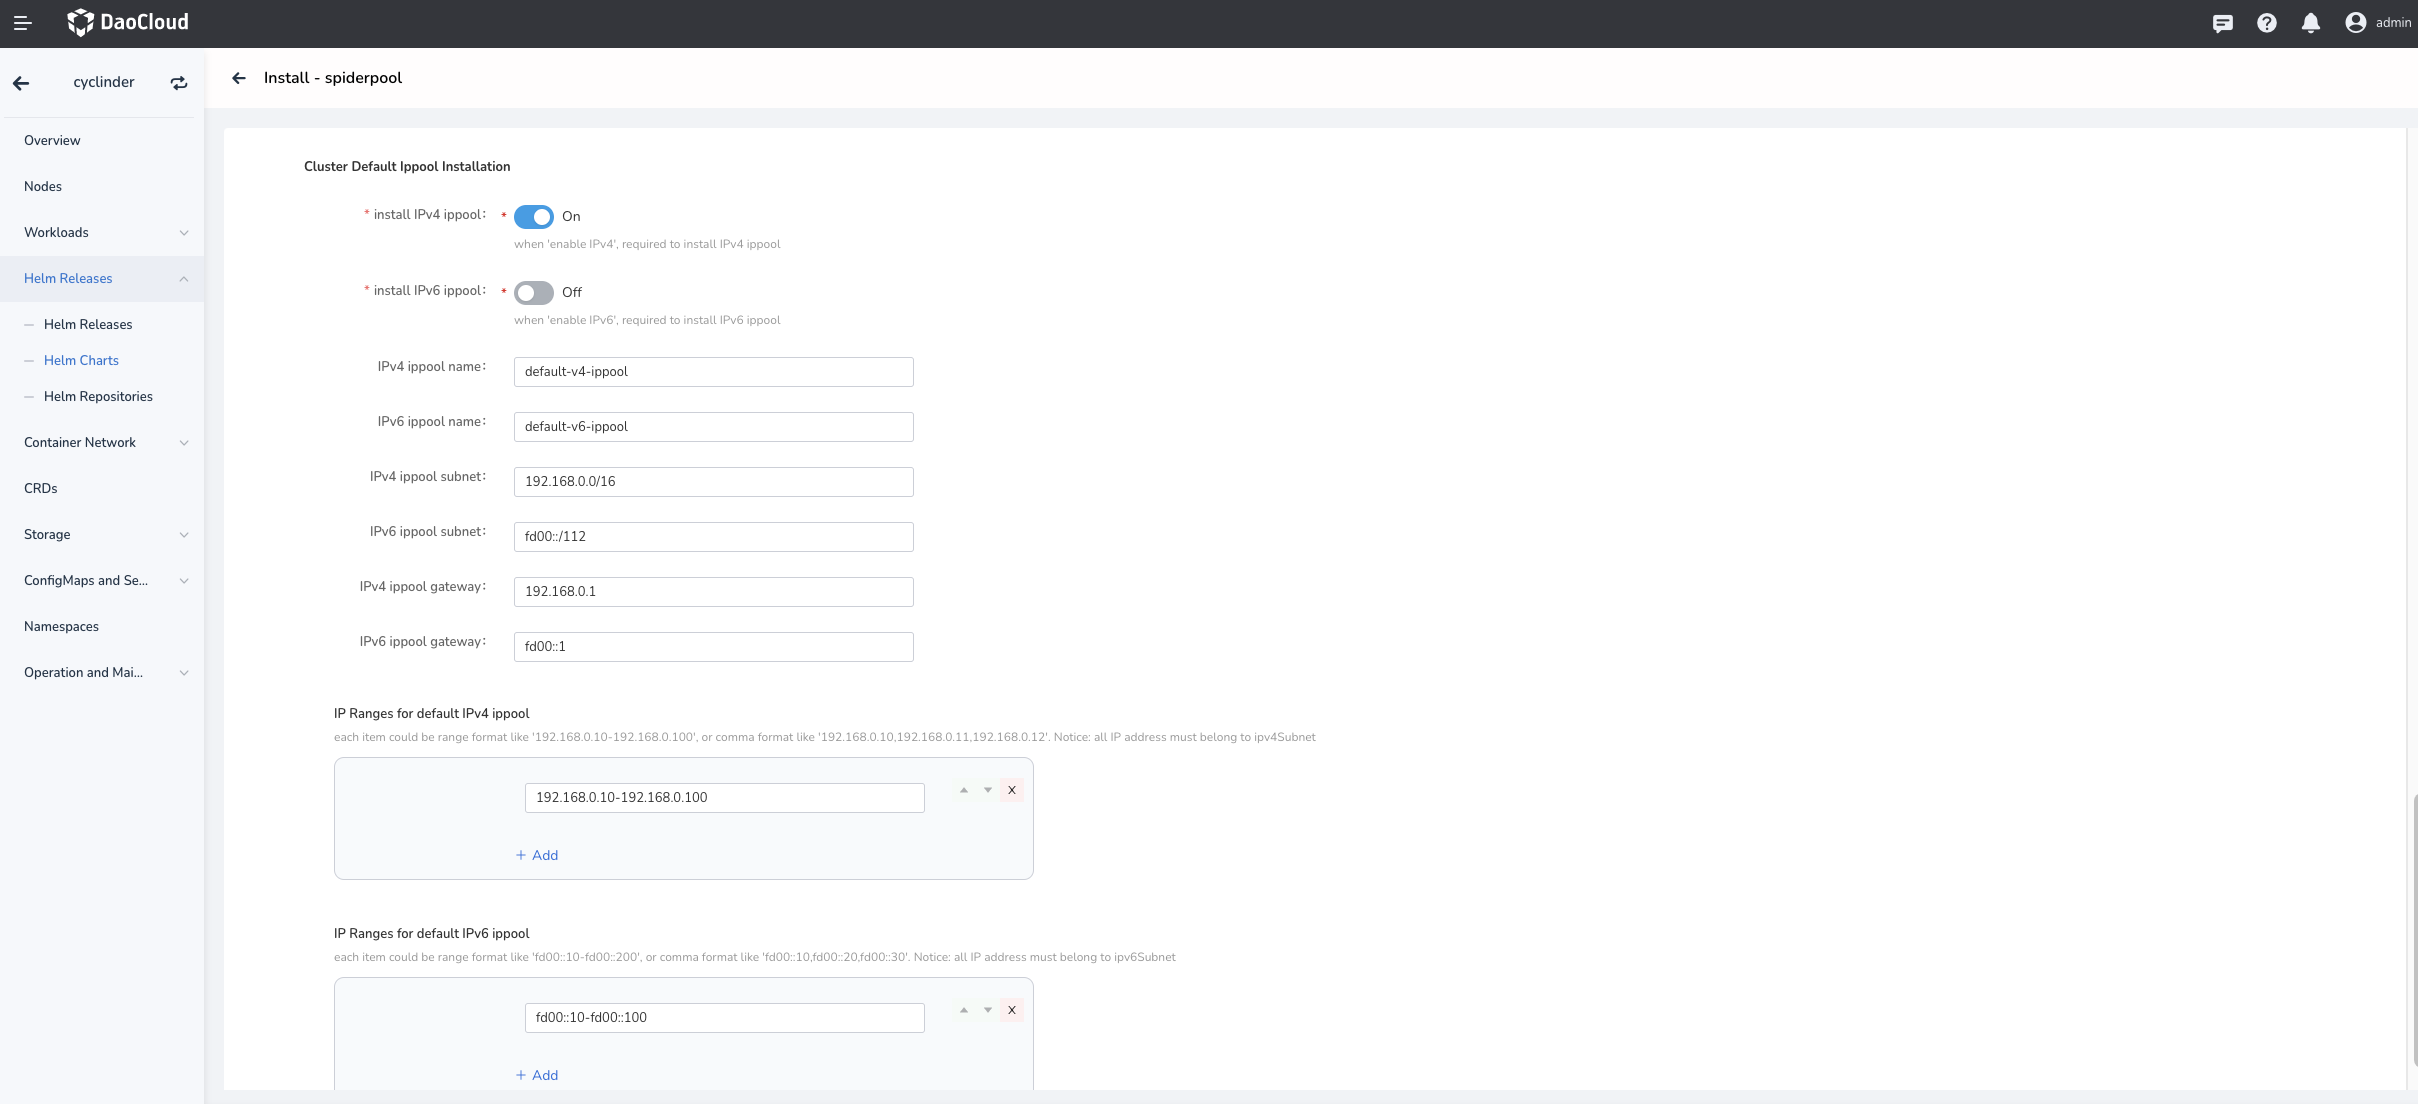 DaoCloud
admin
cyclinder
Install - spiderpool
Overview
Nodes
Workloads
Helm Releases
Helm Releases
Helm Charts
Helm Repositories
Container Network
CRDs
Storage
ConfigMaps and Se...
Namespaces
Operation and Mai...
Cluster Default Ippool Installation
* install IPv4 ippool: * On
when 'enable IPv4', required to install IPv4 ippool
* install IPv6 ippool: * Off
when 'enable IPv6', required to install IPv6 ippool
IPv4 ippool name: default-v4-ippool
IPv6 ippool name: default-v6-ippool
IPv4 ippool subnet: 192.168.0.0/16
IPv6 ippool subnet: fd00::/112
IPv4 ippool gateway: 192.168.0.1
IPv6 ippool gateway: fd00::1
IP Ranges for default IPv4 ippool
each item could be range format like '192.168.0.10-192.168.0.100', or comma format like '192.168.0.10,192.168.0.11,192.168.0.12'. Notice: all IP address must belong to ipv4Subnet
192.168.0.10-192.168.0.100 X
+ Add
IP Ranges for default IPv6 ippool
each item could be range format like 'fd00::10-fd00::200', or comma format like 'fd00::10,fd00::20,fd00::30'. Notice: all IP address must belong to ipv6Subnet
fd00::10-fd00::100 X
+ Add